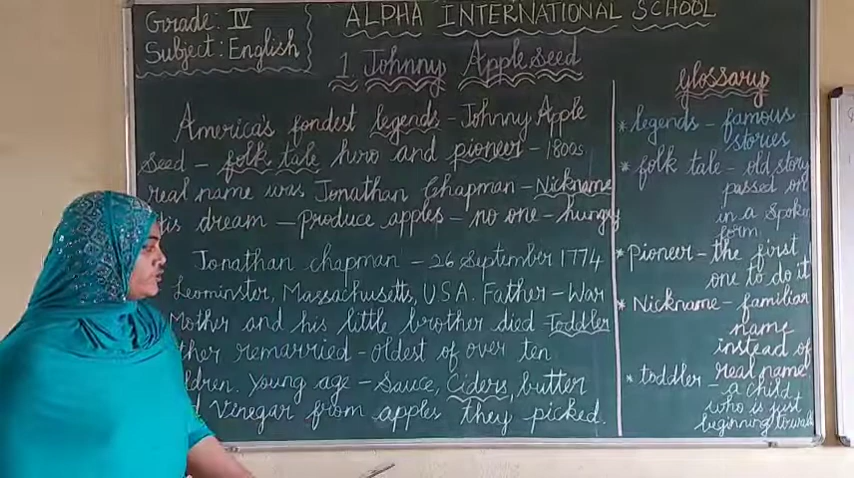 Grade: IV
Subject: English
ALPHA INTERNATIONAL SCHOOL
1. Johnny Apple Seed
America's fondest legends - Johnny Apple
Seed - folk tale hero and pioneer - 1800s
real name was Jonathan Chapman - Nickname
His dream - Produce apples - no one - hungry
Jonathan chapman - 26 September 1774
Leominster, Massachusetts, USA. Father - War
Mother and his little brother died Toddler
remarried - oldest of over ten
Young age - Sauce, Ciders, butter
Vinegar from apples they picked.
Glossary
* legends - famous
stories
* folk tale - old story
passed on
in a spoken
form
* Pioneer - the first
one to do it
* Nickname - familiar
name
instead of
real name
* toddler - a child
who is just
beginning to walk